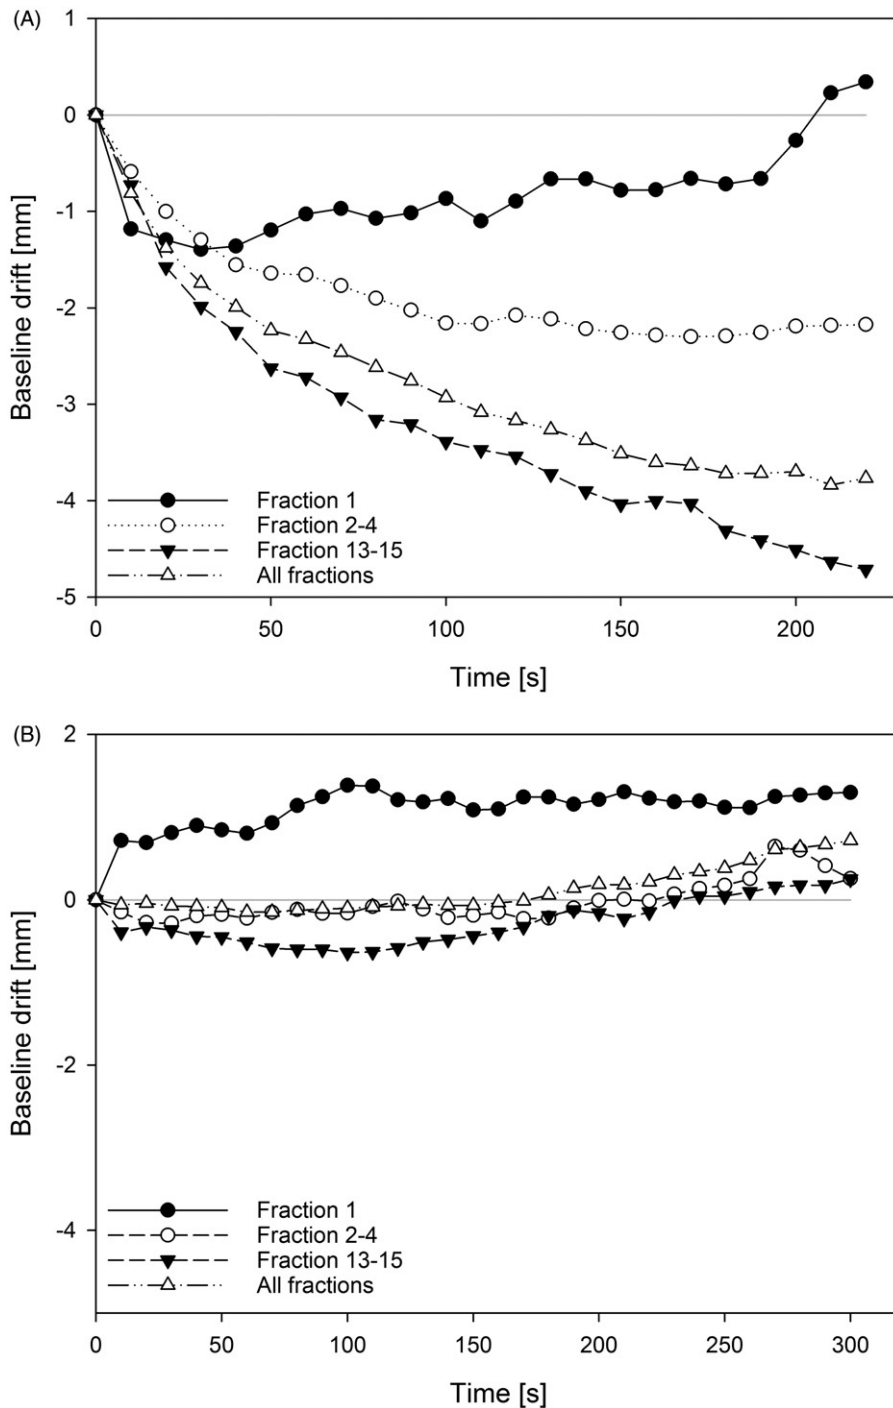 (A)
1
0
-1
-2
-3
-4
-5
Baseline drift [mm]
Fraction 1
Fraction 2-4
Fraction 13-15
All fractions
0 50 100 150 200
Time [s]
(B)
2
0
-2
-4
Baseline drift [mm]
Fraction 1
Fraction 2-4
Fraction 13-15
All fractions
0 50 100 150 200 250 300
Time [s]